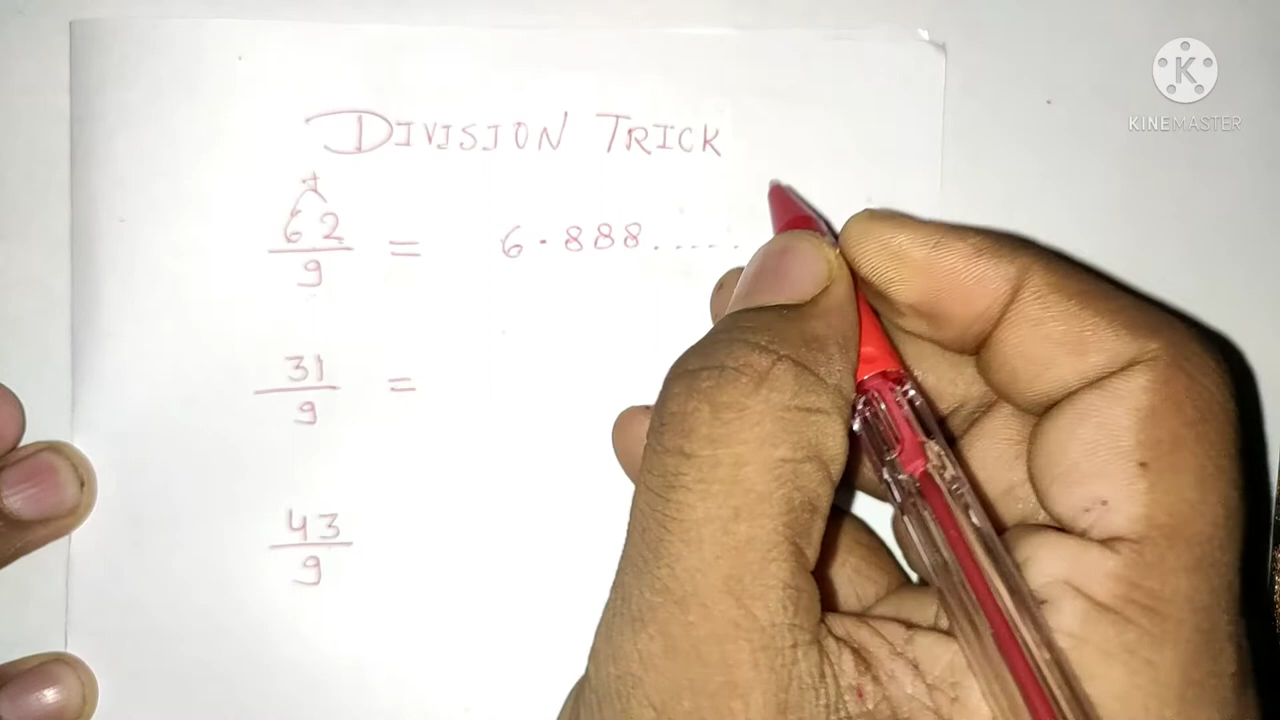 DIVISION TRICK
+
62/9 = 6.888......
31/9 =
43/9
K
KINEMASTER